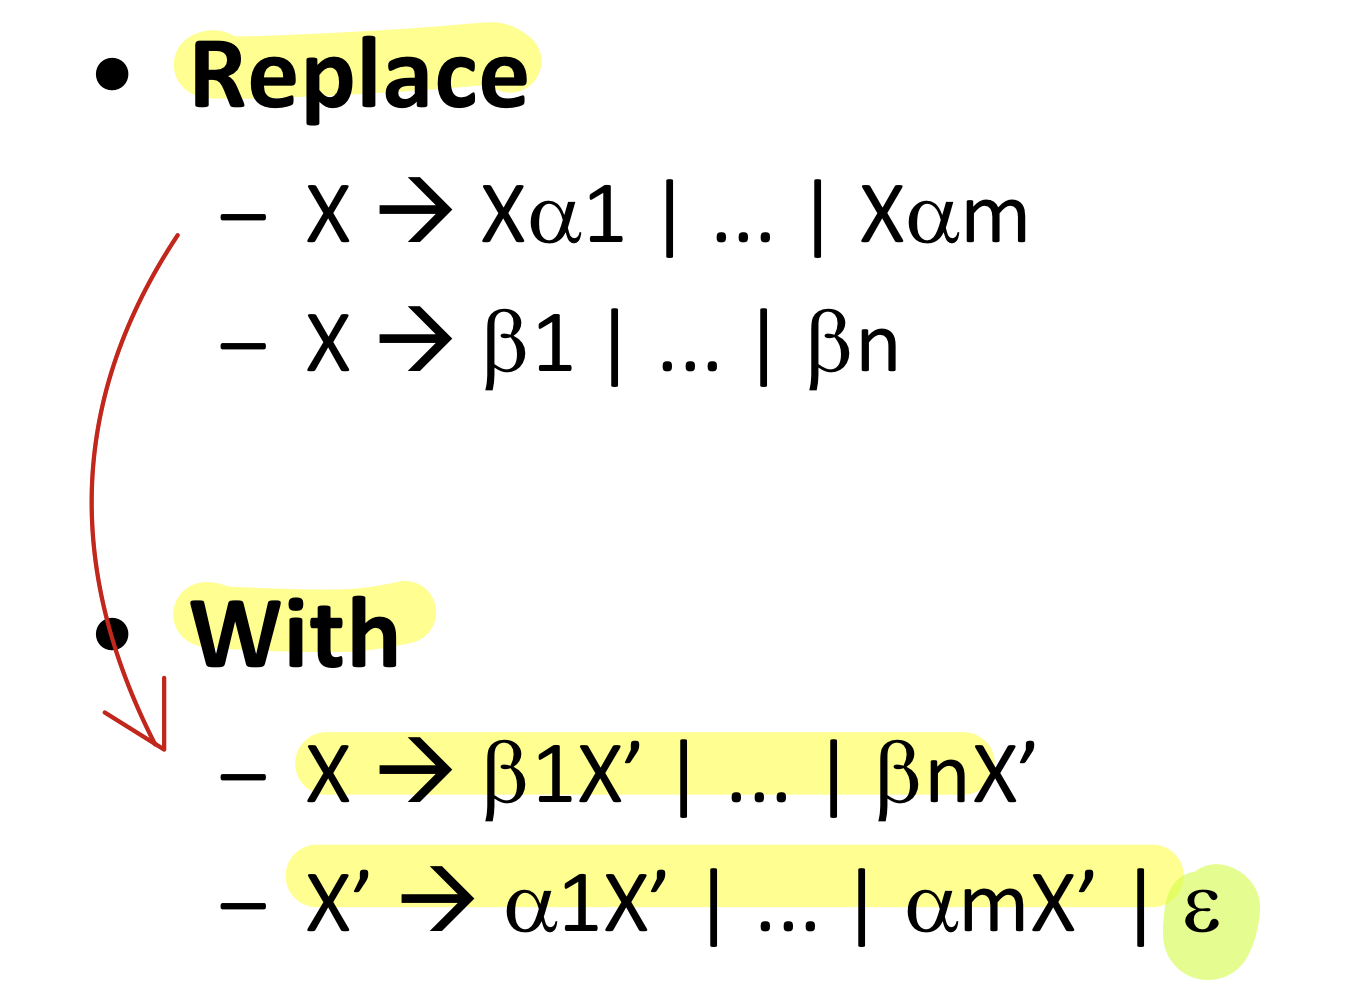 • Replace
– X → Xα1 | ... | Xαm
– X → β1 | ... | βn
• With
– X → β1X’ | ... | βnX’
– X’ → α1X’ | ... | αmX’ | ε